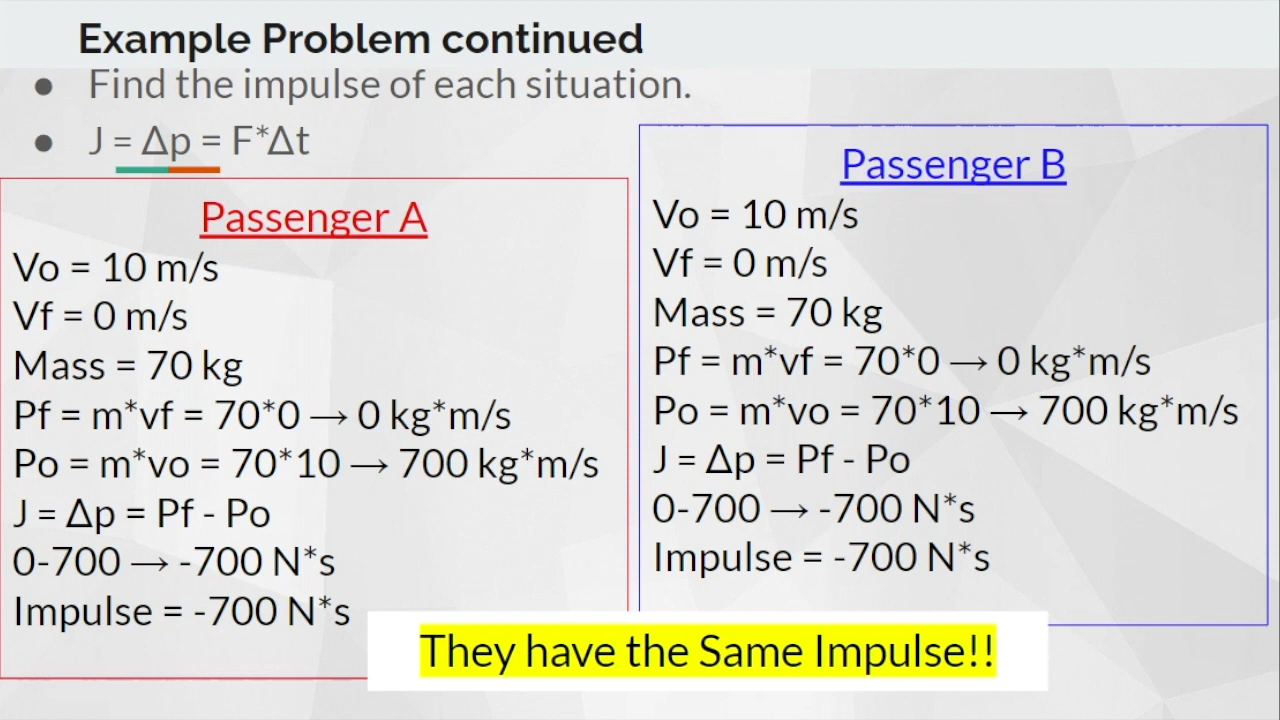 Example Problem continued
● Find the impulse of each situation.
● J = Δp = F*Δt
Passenger A
Vo = 10 m/s
Vf = 0 m/s
Mass = 70 kg
Pf = m*vf = 70*0 → 0 kg*m/s
Po = m*vo = 70*10 → 700 kg*m/s
J = Δp = Pf - Po
0-700 → -700 N*s
Impulse = -700 N*s
Passenger B
Vo = 10 m/s
Vf = 0 m/s
Mass = 70 kg
Pf = m*vf = 70*0 → 0 kg*m/s
Po = m*vo = 70*10 → 700 kg*m/s
J = Δp = Pf - Po
0-700 → -700 N*s
Impulse = -700 N*s
They have the Same Impulse!!